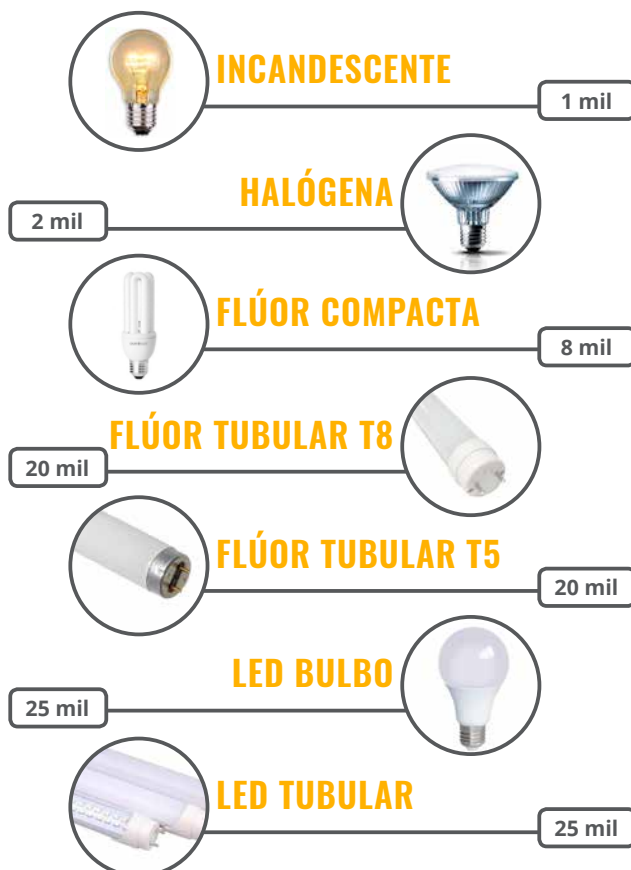 INCANDESCENTE
1 mil
HALÓGENA
2 mil
FLÚOR COMPACTA
8 mil
FLÚOR TUBULAR T8
20 mil
FLÚOR TUBULAR T5
20 mil
LED BULBO
25 mil
LED TUBULAR
25 mil